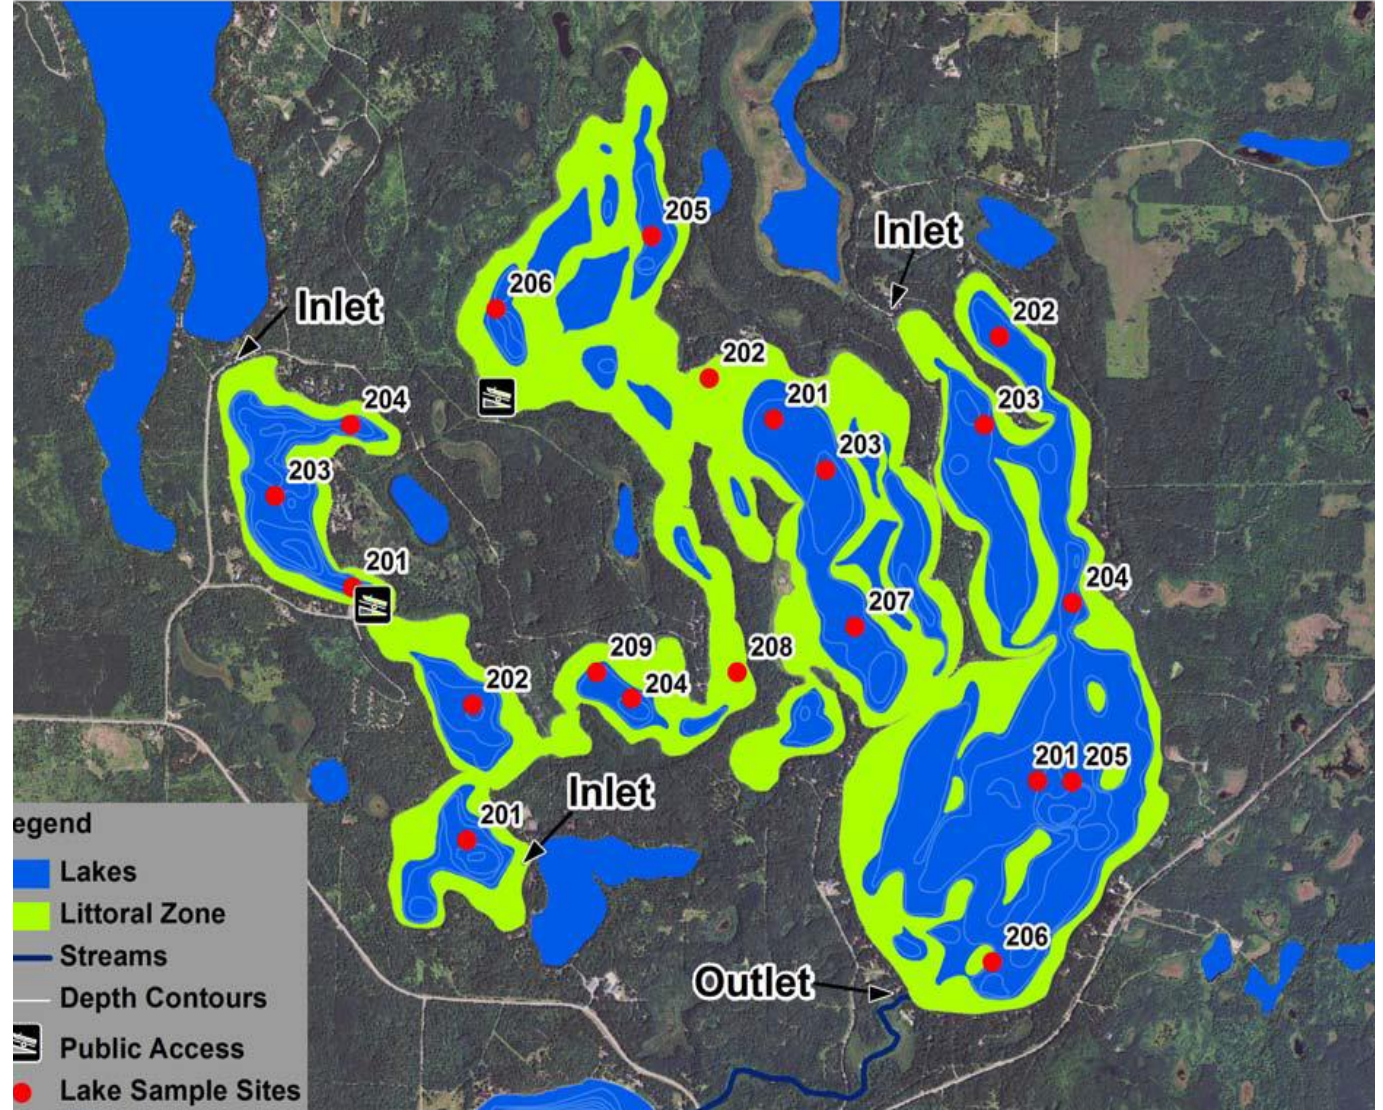 205
Inlet
206
Inlet
202
202
204
201
203
203
203
201
204
207
209
208
202
204
201 205
Inlet
201
206
Outlet
egend
Lakes
Littoral Zone
Streams
Depth Contours
Public Access
Lake Sample Sites